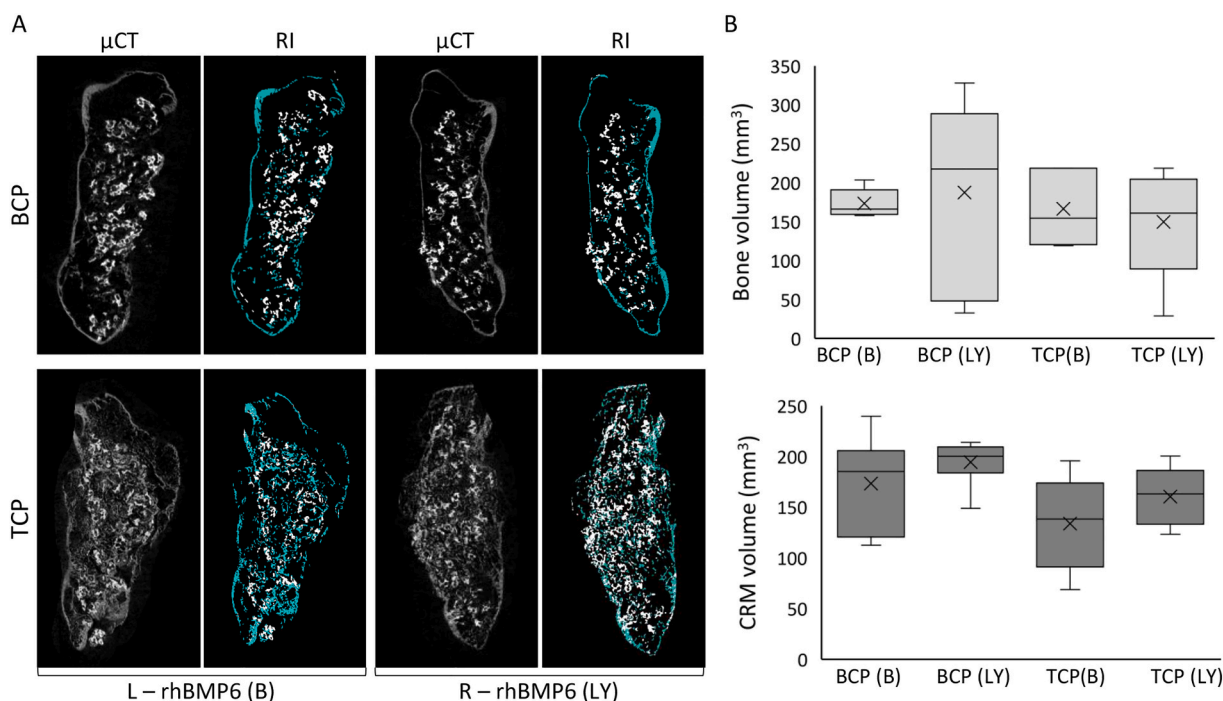 A
μCT
RI
μCT
RI
BCP
TCP
L – rhBMP6 (B)
R – rhBMP6 (LY)
B
Bone volume (mm³)
350
300
250
200
150
100
50
0
BCP (B)
BCP (LY)
TCP(B)
TCP (LY)
CRM volume (mm³)
250
200
150
100
50
0
BCP (B)
BCP (LY)
TCP(B)
TCP (LY)